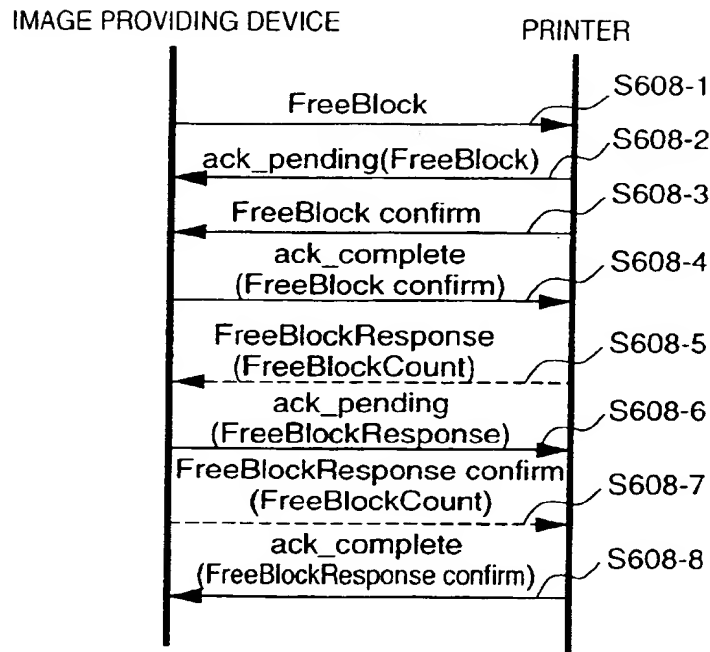 IMAGE PROVIDING DEVICE
PRINTER
FreeBlock
S608-1
ack_pending(FreeBlock)
S608-2
FreeBlock confirm
S608-3
ack_complete
(FreeBlock confirm)
S608-4
FreeBlockResponse
(FreeBlockCount)
S608-5
ack_pending
(FreeBlockResponse)
S608-6
FreeBlockResponse confirm
(FreeBlockCount)
S608-7
ack_complete
(FreeBlockResponse confirm)
S608-8